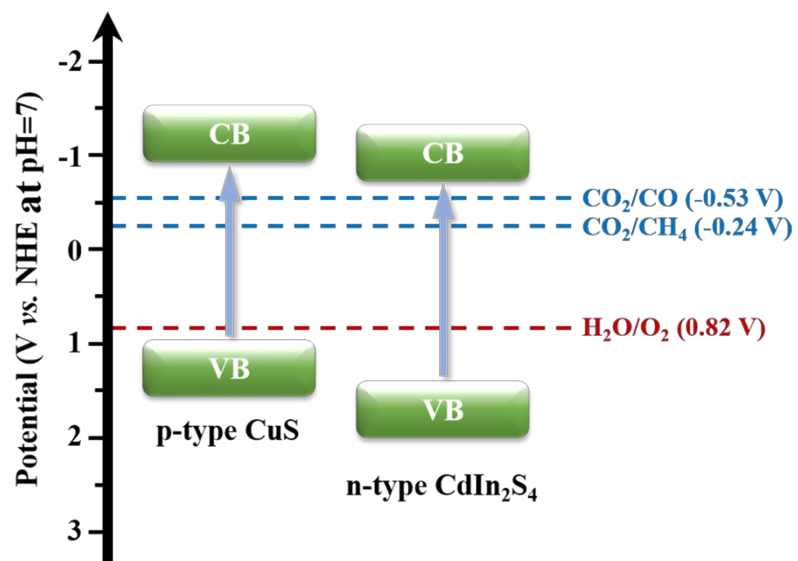 Potential (V vs. NHE at pH=7)
-2
-1
0
1
2
3
CB
CB
CO₂/CO (-0.53 V)
CO₂/CH₄ (-0.24 V)
H₂O/O₂ (0.82 V)
VB
VB
p-type CuS
n-type CdIn₂S₄